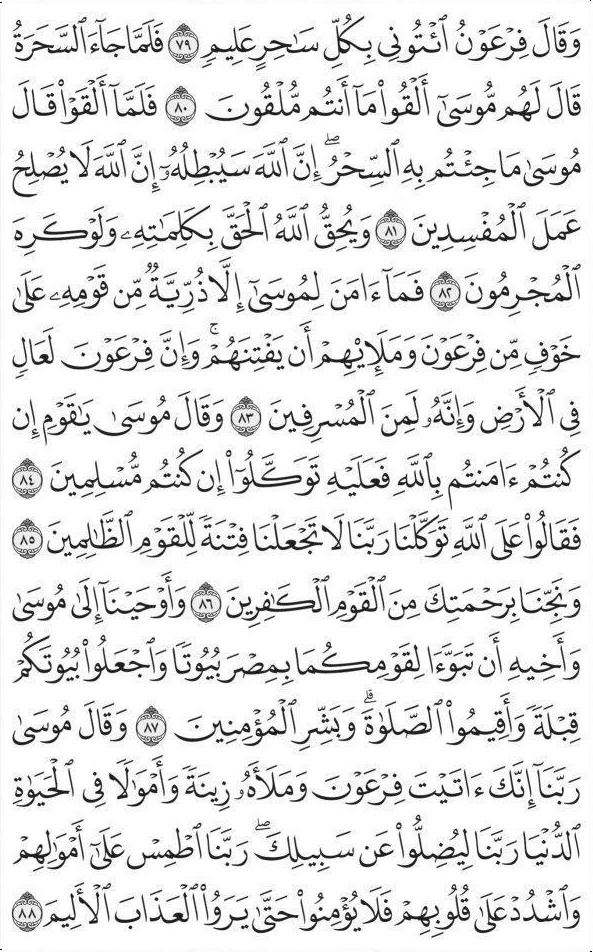 وَقَالَ فِرْعَوْنُ ٱئْتُونِى بِكُلِّ سَٰحِرٍ عَلِيمٍ ٧٩ فَلَمَّا جَآءَ ٱلسَّحَرَةُ
قَالَ لَهُم مُّوسَىٰٓ أَلْقُوا۟ مَآ أَنتُم مُّلْقُونَ ٨٠ فَلَمَّآ أَلْقَوْا۟ قَالَ
مُوسَىٰ مَا جِئْتُم بِهِ ٱلسِّحْرُ ۖ إِنَّ ٱللَّهَ سَيُبْطِلُهُۥٓ إِنَّ ٱللَّهَ لَا يُصْلِحُ
عَمَلَ ٱلْمُفْسِدِينَ ٨١ وَيُحِقُّ ٱللَّهُ ٱلْحَقَّ بِكَلِمَٰتِهِۦ وَلَوْ كَرِهَ
ٱلْمُجْرِمُونَ ٨٢ فَمَآ ءَامَنَ لِمُوسَىٰٓ إِلَّا ذُرِّيَّةٌ مِّن قَوْمِهِۦ عَلَىٰ
خَوْفٍ مِّن فِرْعَوْنَ وَمَلَإِي۟هِمْ أَن يَفْتِنَهُمْ ۚ وَإِنَّ فِرْعَوْنَ لَعَالٍ
فِى ٱلْأَرْضِ وَإِنَّهُۥ لَمِنَ ٱلْمُسْرِفِينَ ٨٣ وَقَالَ مُوسَىٰ يَٰقَوْمِ إِن
كُنتُمْ ءَامَنتُم بِٱللَّهِ فَعَلَيْهِ تَوَكَّلُوٓا۟ إِن كُنتُم مُّسْلِمِينَ ٨٤
فَقَالُوا۟ عَلَى ٱللَّهِ تَوَكَّلْنَا رَبَّنَا لَا تَجْعَلْنَا فِتْنَةً لِّلْقَوْمِ ٱلظَّٰلِمِينَ ٨٥
وَنَجِّنَا بِرَحْمَتِكَ مِنَ ٱلْقَوْمِ ٱلْكَٰفِرِينَ ٨٦ وَأَوْحَيْنَآ إِلَىٰ مُوسَىٰ
وَأَخِيهِ أَن تَبَوَّءَا لِقَوْمِكُمَا بِمِصْرَ بُيُوتًا وَٱجْعَلُوا۟ بُيُوتَكُمْ
قِبْلَةً وَأَقِيمُوا۟ ٱلصَّلَوٰةَ ۗ وَبَشِّرِ ٱلْمُؤْمِنِينَ ٨٧ وَقَالَ مُوسَىٰ
رَبَّنَآ إِنَّكَ ءَاتَيْتَ فِرْعَوْنَ وَمَلَأَهُۥ زِينَةً وَأَمْوَٰلًا فِى ٱلْحَيَوٰةِ
ٱلدُّنْيَا رَبَّنَا لِيُضِلُّوا۟ عَن سَبِيلِكَ ۖ رَبَّنَا ٱطْمِسْ عَلَىٰٓ أَمْوَٰلِهِمْ
وَٱشْدُدْ عَلَىٰ قُلُوبِهِمْ فَلَا يُؤْمِنُوا۟ حَتَّىٰ يَرَوُا۟ ٱلْعَذَابَ ٱلْأَلِيمَ ٨٨